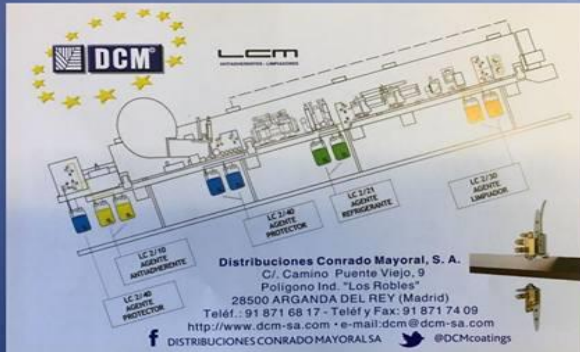 DCM
LCM
ANTIADHERENTES - LIMPIADORES
LC 2/30
AGENTE
LIMPIADOR
LC 2/21
AGENTE
REFRIGERANTE
LC 2/40
AGENTE
PROTECTOR
LC 2/10
AGENTE
ANTIADHERENTE
LC 2/40
AGENTE
PROTECTOR
Distribuciones Conrado Mayoral, S. A.
C/. Camino Puente Viejo, 9
Polígono Ind. "Los Robles"
28500 ARGANDA DEL REY (Madrid)
Teléf.: 91 871 68 17 - Teléf y Fax: 91 871 74 09
http://www.dcm-sa.com • e-mail:dcm@dcm-sa.com
DISTRIBUCIONES CONRADO MAYORAL SA @DCMcoatings